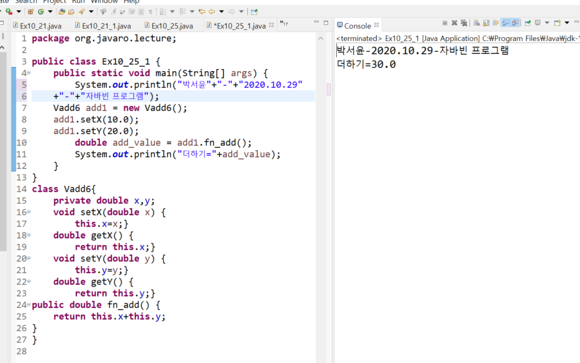 Search Project Run Window Help
Ex10_21.java Ex10_21_1.java Ex10_25.java *Ex10_25_1.java
1 package org.javaro.lecture;
2
3 public class Ex10_25_1 {
4 public static void main(String[] args) {
5 System.out.println("박서윤"+"-"+"2020.10.29"
6 +"-"+"자바빈 프로그램");
7 Vadd6 add1 = new Vadd6();
8 add1.setX(10.0);
9 add1.setY(20.0);
10 double add_value = add1.fn_add();
11 System.out.println("더하기="+add_value);
12 }
13 }
14 class Vadd6{
15 private double x,y;
16 void setX(double x) {
17 this.x=x;}
18 double getX() {
19 return this.x;}
20 void setY(double y) {
21 this.y=y;}
22 double getY() {
23 return this.y;}
24 public double fn_add() {
25 return this.x+this.y;
26 }
27 }
28
Console
<terminated> Ex10_25_1 [Java Application] C:\Program Files\Java\jdk-
박서윤-2020.10.29-자바빈 프로그램
더하기=30.0